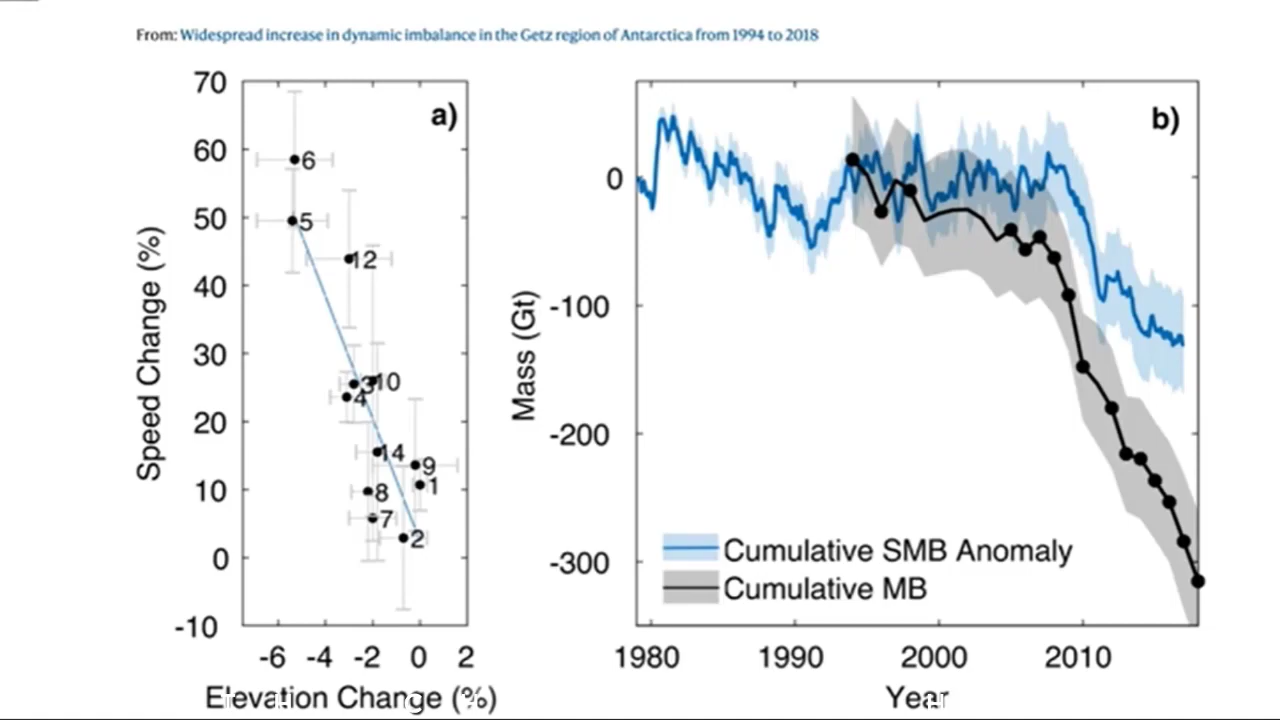 From: Widespread increase in dynamic imbalance in the Getz region of Antarctica from 1994 to 2018
a)
b)
70
60
50
40
30
20
10
0
-10
Speed Change (%)
6
5
12
3
10
4
14
9
1
8
7
2
-6 -4 -2 0 2
Elevation Change (%)
0
-100
-200
-300
Mass (Gt)
Cumulative SMB Anomaly
Cumulative MB
1980 1990 2000 2010
Year